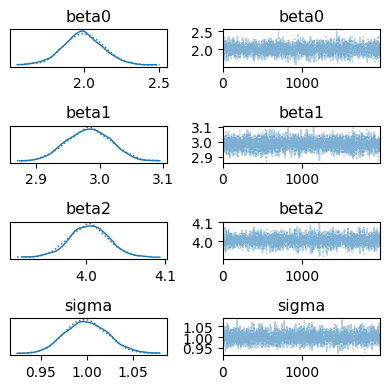 beta0 beta0
2.5
2.0
2.0 2.5 0 1000
beta1 beta1
3.1
3.0
2.9
2.9 3.0 3.1 0 1000
beta2 beta2
4.1
4.0
4.0 4.1 0 1000
sigma sigma
1.05
1.00
0.95
0.95 1.00 1.05 0 1000